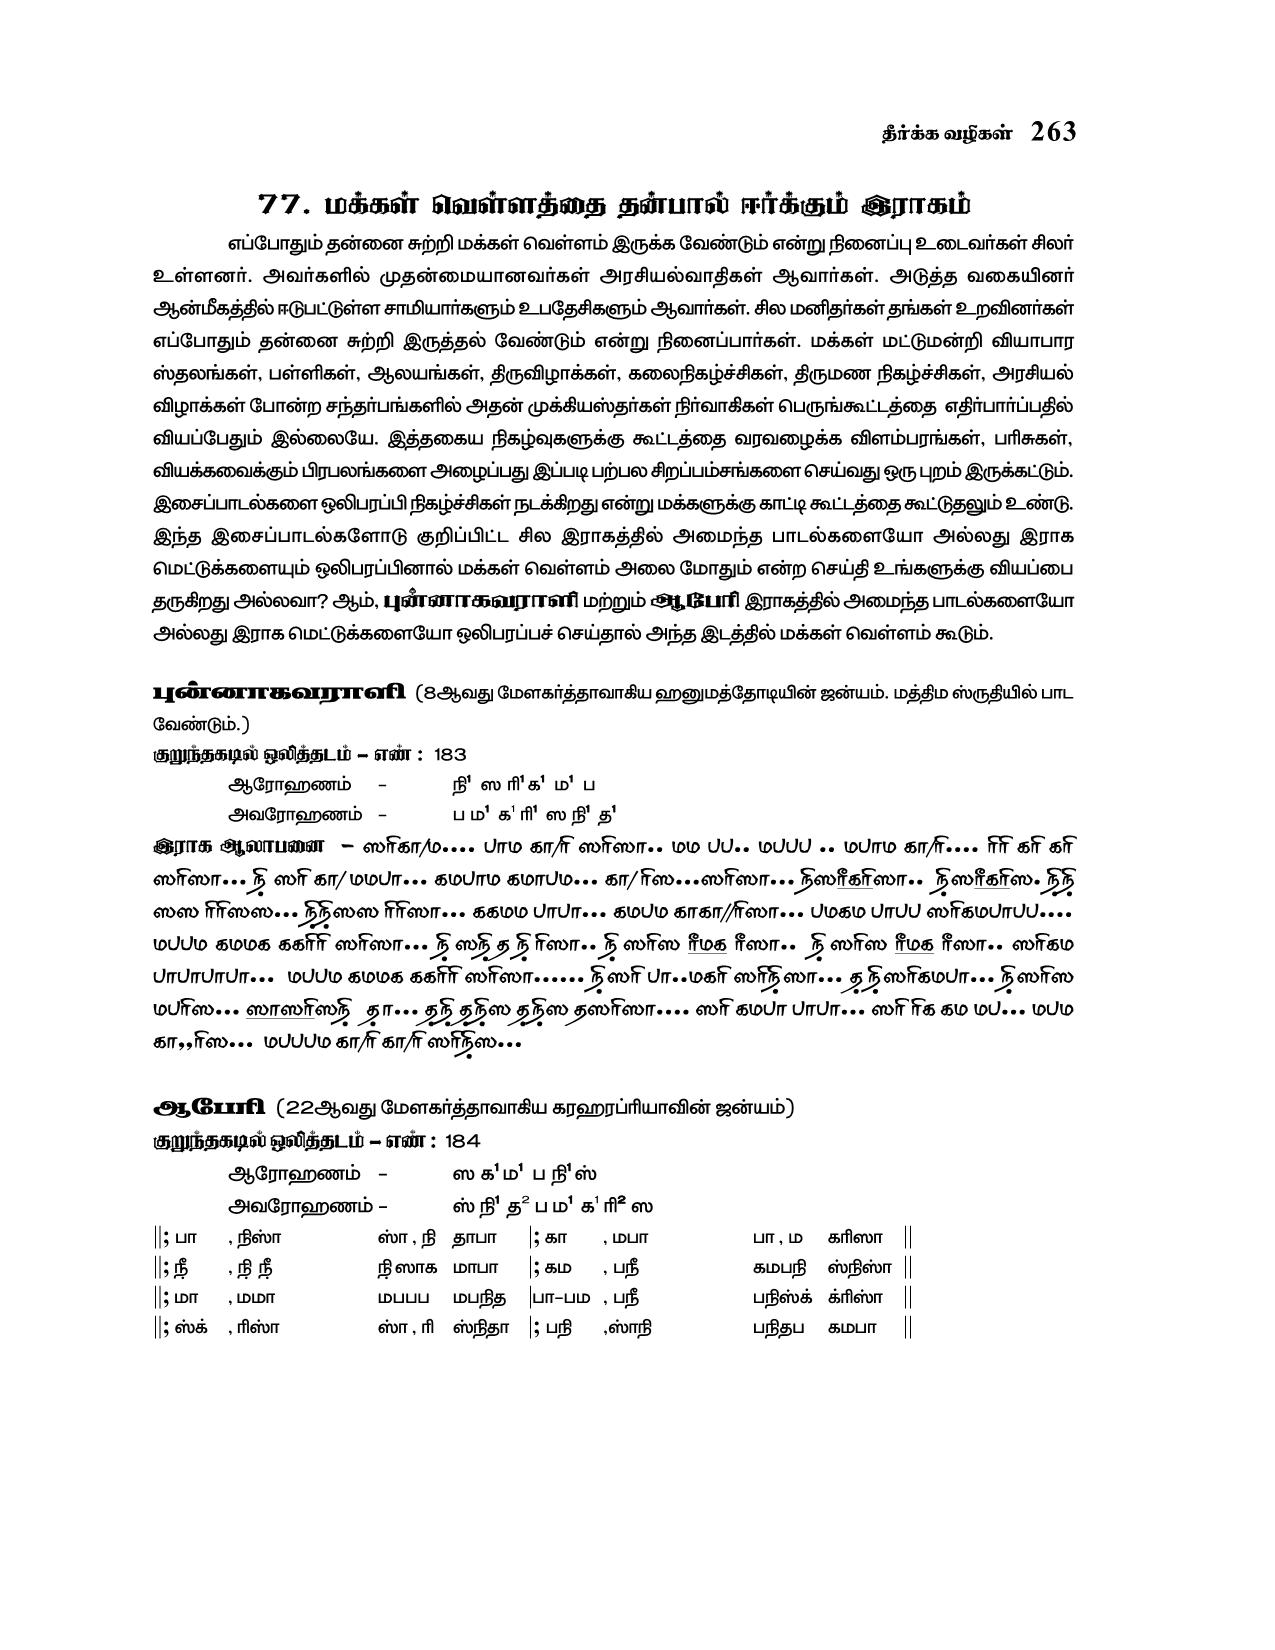 தீர்க்க வழிகள் 263
77. மக்கள் வெள்ளத்தை தன்பால் ஈர்க்கும் இராகம்
எப்போதும் தன்னை சுற்றி மக்கள் வெள்ளம் இருக்க வேண்டும் என்று நினைப்பு உடைவர்கள் சிலர்
உள்ளனர். அவர்களில் முதன்மையானவர்கள் அரசியல்வாதிகள் ஆவார்கள். அடுத்த வகையினர்
ஆன்மீகத்தில் ஈடுபட்டுள்ள சாமியார்களும் உபதேசிகளும் ஆவார்கள். சில மனிதர்கள் தங்கள் உறவினர்கள்
எப்போதும் தன்னை சுற்றி இருத்தல் வேண்டும் என்று நினைப்பார்கள். மக்கள் மட்டுமன்றி வியாபார
ஸ்தலங்கள், பள்ளிகள், ஆலயங்கள், திருவிழாக்கள், கலைநிகழ்ச்சிகள், திருமண நிகழ்ச்சிகள், அரசியல்
விழாக்கள் போன்ற சந்தர்பங்களில் அதன் முக்கியஸ்தர்கள் நிர்வாகிகள் பெருங்கூட்டத்தை எதிர்பார்ப்பதில்
வியப்பேதும் இல்லையே. இத்தகைய நிகழ்வுகளுக்கு கூட்டத்தை வரவழைக்க விளம்பரங்கள், பரிசுகள்,
வியக்கவைக்கும் பிரபலங்களை அழைப்பது இப்படி பற்பல சிறப்பம்சங்களை செய்வது ஒரு புறம் இருக்கட்டும்.
இசைப்பாடல்களை ஒலிபரப்பி நிகழ்ச்சிகள் நடக்கிறது என்று மக்களுக்கு காட்டி கூட்டத்தை கூட்டுதலும் உண்டு.
இந்த இசைப்பாடல்களோடு குறிப்பிட்ட சில இராகத்தில் அமைந்த பாடல்களையோ அல்லது இராக
மெட்டுக்களையும் ஒலிபரப்பினால் மக்கள் வெள்ளம் அலை மோதும் என்ற செய்தி உங்களுக்கு வியப்பை
தருகிறது அல்லவா? ஆம், புன்னாகவராளி மற்றும் ஆபேரி இராகத்தில் அமைந்த பாடல்களையோ
அல்லது இராக மெட்டுக்களையோ ஒலிபரப்பச் செய்தால் அந்த இடத்தில் மக்கள் வெள்ளம் கூடும்.
புன்னாகவராளி (8ஆவது மேளகர்த்தாவாகிய ஹனுமத்தோடியின் ஜன்யம். மத்திம ஸ்ருதியில் பாட
வேண்டும்.)
குறுந்தகடில் ஒலித்தடம் – எண் : 183
ஆரோஹணம் - நி¹ ஸ ரி¹க¹ ம¹ ப
அவரோஹணம் - ப ம¹ க¹ ரி¹ ஸ நி¹ த¹
இராக ஆலாபனை – ஸரிகா/ம.... பாம கா/ரி ஸரிஸா.. மம பப.. மபபப .. மபாம கா/ரி.... ரிரி கரி கரி
ஸரிஸா... நி̣ ஸரி கா/ மமபா... கமபாம கமாபம... கா/ரிஸ...ஸரிஸா... நி̣ஸரீகரிஸா.. நி̣ஸரீகரிஸ. நி̣நி̣
ஸஸ ரிரிஸஸ... நி̣நி̣ஸஸ ரிரிஸா... ககமம பாபா... கமபம காகா//ரிஸா... பமகம பாபப ஸரிகமபாபப....
மபபம கமமக ககரிரி ஸரிஸா... நி̣ ஸநி̣ த̣ நி̣ ரிஸா.. நி̣ ஸரிஸ ரீமக ரீஸா.. நி̣ ஸரிஸ ரீமக ரீஸா.. ஸரிகம
பாபாபாபா... மபபம கமமக ககரிரி ஸரிஸா...... நி̣ஸரி பா..மகரி ஸரிநி̣ஸா... த̣ நி̣ஸரிகமபா... நி̣ஸரிஸ
மபரிஸ... ஸாஸரிஸநி̣ த̣ா... த̣நி̣ த̣நி̣ஸ த̣நி̣ஸ தஸரிஸா.... ஸரி கமபா பாபா... ஸரி ரிக கம மப... மபம
கா,,ரிஸ... மபபபம கா/ரி கா/ரி ஸரிநி̣ஸ...
ஆபேரி (22ஆவது மேளகர்த்தாவாகிய கரஹரப்ரியாவின் ஜன்யம்)
குறுந்தகடில் ஒலித்தடம் – எண் : 184
ஆரோஹணம் - ஸ க¹ ம¹ ப நி¹ஸ்
அவரோஹணம் - ஸ் நி¹ த² ப ம¹ க¹ ரி² ஸ
||; பா , நிஸ்ா ஸ்ா , நி தாபா |; கா , மபா பா , ம கரிஸா ||
||; நீ̣ , நி̣ நீ̣ நி̣ ஸாக மாபா |; கம , பநீ கமபநி ஸ்நிஸ்ா ||
||; மா , மமா மபபப மபநித |பா-பம , பநீ பநிஸ்க் க்ரிஸ்ா ||
||; ஸ்க் , ரிஸ்ா ஸ்ா , ரி ஸ்நிதா |; பநி ,ஸ்ாநி பநிதப கமபா ||